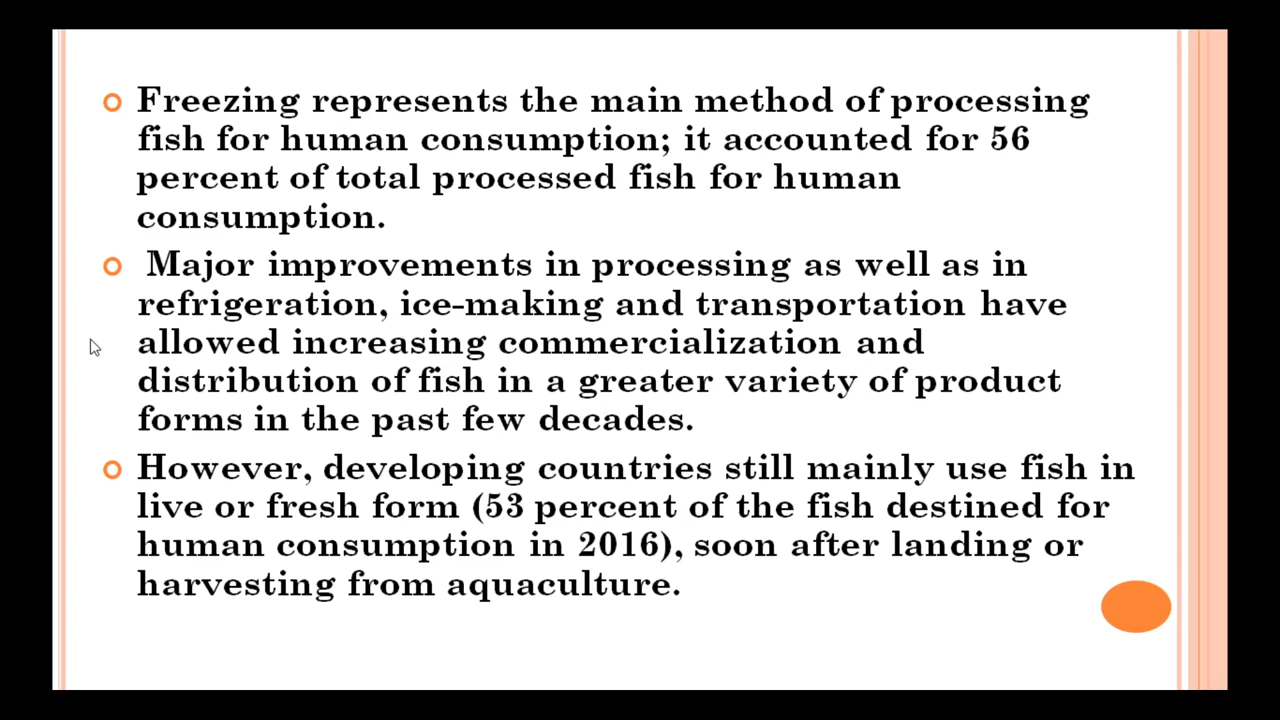 Freezing represents the main method of processing
fish for human consumption; it accounted for 56
percent of total processed fish for human
consumption.
Major improvements in processing as well as in
refrigeration, ice-making and transportation have
allowed increasing commercialization and
distribution of fish in a greater variety of product
forms in the past few decades.
However, developing countries still mainly use fish in
live or fresh form (53 percent of the fish destined for
human consumption in 2016), soon after landing or
harvesting from aquaculture.